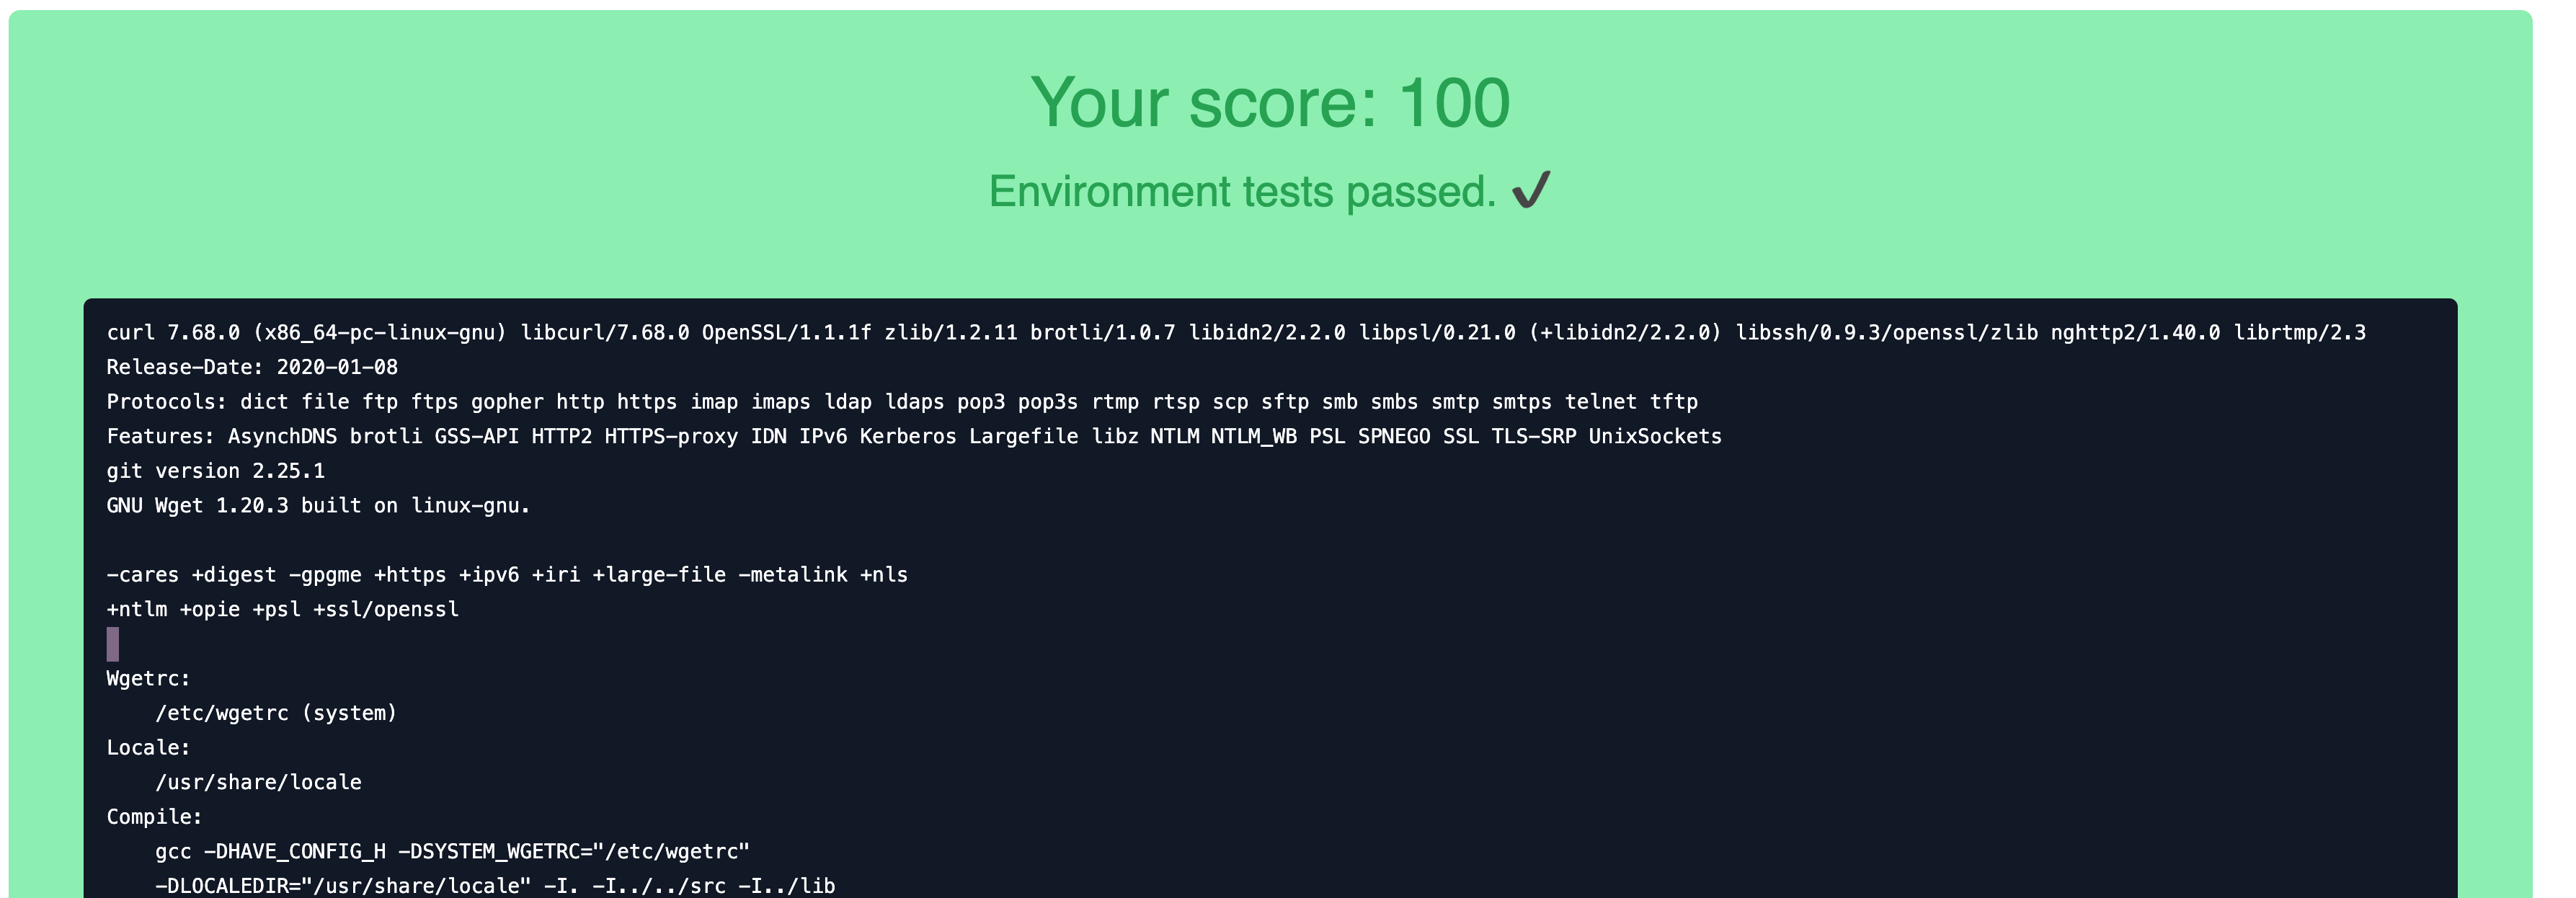 Your score: 100
Environment tests passed. ✔
curl 7.68.0 (x86_64-pc-linux-gnu) libcurl/7.68.0 OpenSSL/1.1.1f zlib/1.2.11 brotli/1.0.7 libidn2/2.2.0 libpsl/0.21.0 (+libidn2/2.2.0) libssh/0.9.3/openssl/zlib nghttp2/1.40.0 librtmp/2.3
Release-Date: 2020-01-08
Protocols: dict file ftp ftps gopher http https imap imaps ldap ldaps pop3 pop3s rtmp rtsp scp sftp smb smbs smtp smtps telnet tftp
Features: AsynchDNS brotli GSS-API HTTP2 HTTPS-proxy IDN IPv6 Kerberos Largefile libz NTLM NTLM_WB PSL SPNEGO SSL TLS-SRP UnixSockets
git version 2.25.1
GNU Wget 1.20.3 built on linux-gnu.
-cares +digest -gpgme +https +ipv6 +iri +large-file -metalink +nls
+ntlm +opie +psl +ssl/openssl
Wgetrc:
/etc/wgetrc (system)
Locale:
/usr/share/locale
Compile:
gcc -DHAVE_CONFIG_H -DSYSTEM_WGETRC="/etc/wgetrc"
-DLOCALEDIR="/usr/share/locale" -I. -I../../src -I../lib